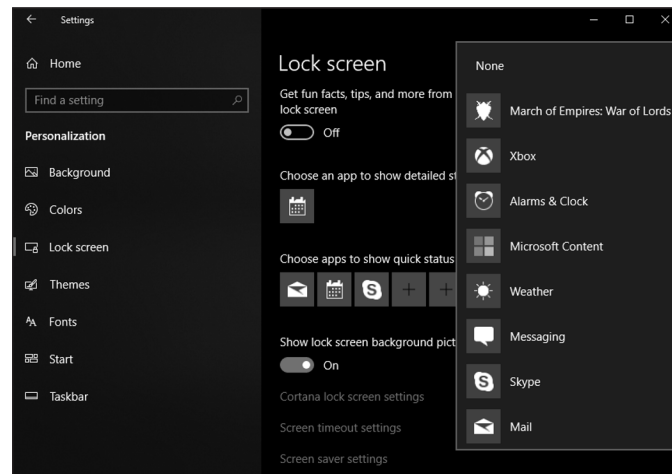 Settings
Home
Find a setting
Personalization
Background
Colors
Lock screen
Themes
Fonts
Start
Taskbar
Lock screen
Get fun facts, tips, and more from
lock screen
Off
Choose an app to show detailed st
Choose apps to show quick status
Show lock screen background pict
On
Cortana lock screen settings
Screen timeout settings
Screen saver settings
None
March of Empires: War of Lords
Xbox
Alarms & Clock
Microsoft Content
Weather
Messaging
Skype
Mail